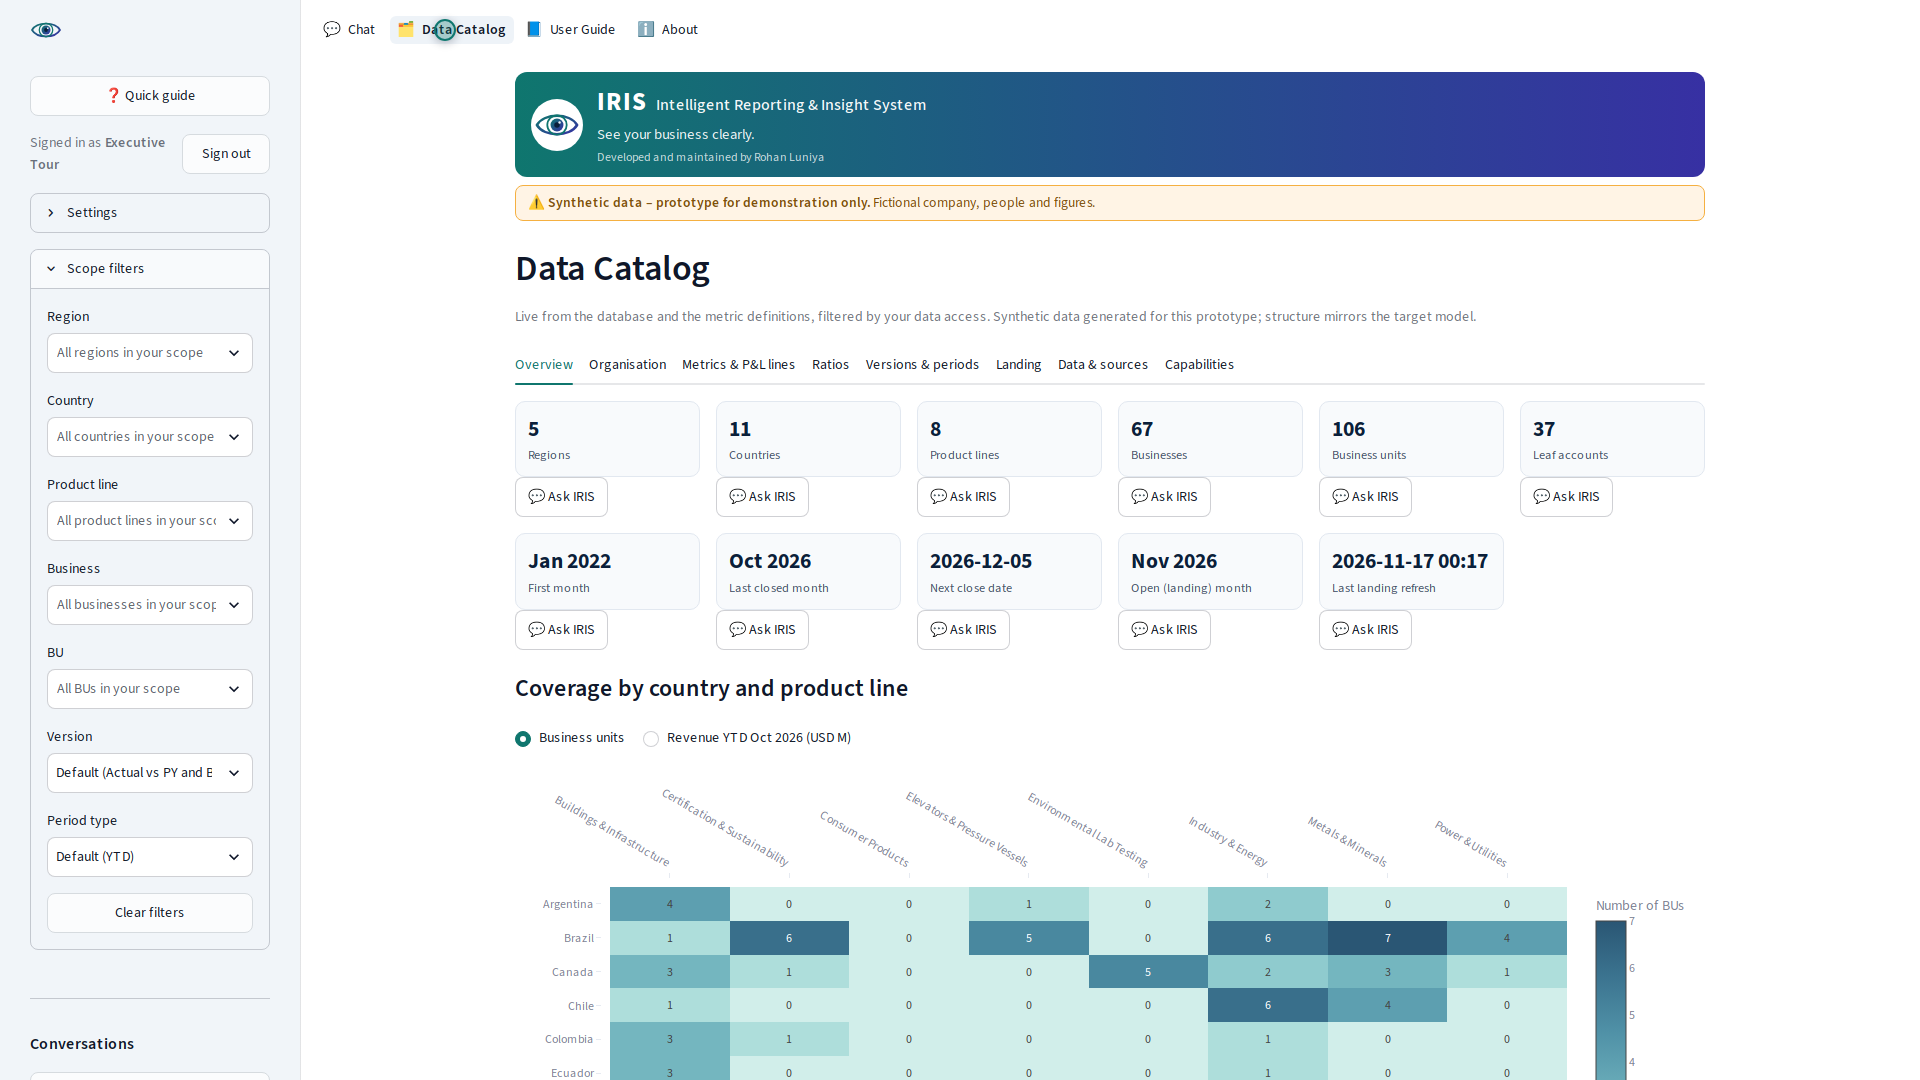 💬 Chat
🗂️ Data Catalog
📘 User Guide
ℹ️ About
❓ Quick guide
Signed in as Executive
Tour
Sign out
Settings
Scope filters
Region
All regions in your scope
Country
All countries in your scope
Product line
All product lines in your sc
Business
All businesses in your scop
BU
All BUs in your scope
Version
Default (Actual vs PY and B
Period type
Default (YTD)
Clear filters
Conversations
IRIS Intelligent Reporting & Insight System
See your business clearly.
Developed and maintained by Rohan Luniya
⚠️ Synthetic data – prototype for demonstration only. Fictional company, people and figures.
Data Catalog
Live from the database and the metric definitions, filtered by your data access. Synthetic data generated for this prototype; structure mirrors the target model.
Overview Organisation Metrics & P&L lines Ratios Versions & periods Landing Data & sources Capabilities
5 11 8 67 106 37
Regions Countries Product lines Businesses Business units Leaf accounts
💬 Ask IRIS 💬 Ask IRIS 💬 Ask IRIS 💬 Ask IRIS 💬 Ask IRIS 💬 Ask IRIS
Jan 2022 Oct 2026 2026-12-05 Nov 2026 2026-11-17 00:17
First month Last closed month Next close date Open (landing) month Last landing refresh
💬 Ask IRIS 💬 Ask IRIS 💬 Ask IRIS 💬 Ask IRIS 💬 Ask IRIS
Coverage by country and product line
Business units Revenue YTD Oct 2026 (USD M)
Buildings & Infrastructure
Certification & Sustainability
Consumer Products
Elevators & Pressure Vessels
Environmental Lab Testing
Industry & Energy
Metals & Minerals
Power & Utilities
Argentina 4 0 0 1 0 2 0 0
Brazil 1 6 0 5 0 6 7 4
Canada 3 1 0 0 5 2 3 1
Chile 1 0 0 0 0 6 4 0
Colombia 3 1 0 0 0 1 0 0
Ecuador 3 0 0 0 0 1 0 0
Number of BUs
7
6
5
4